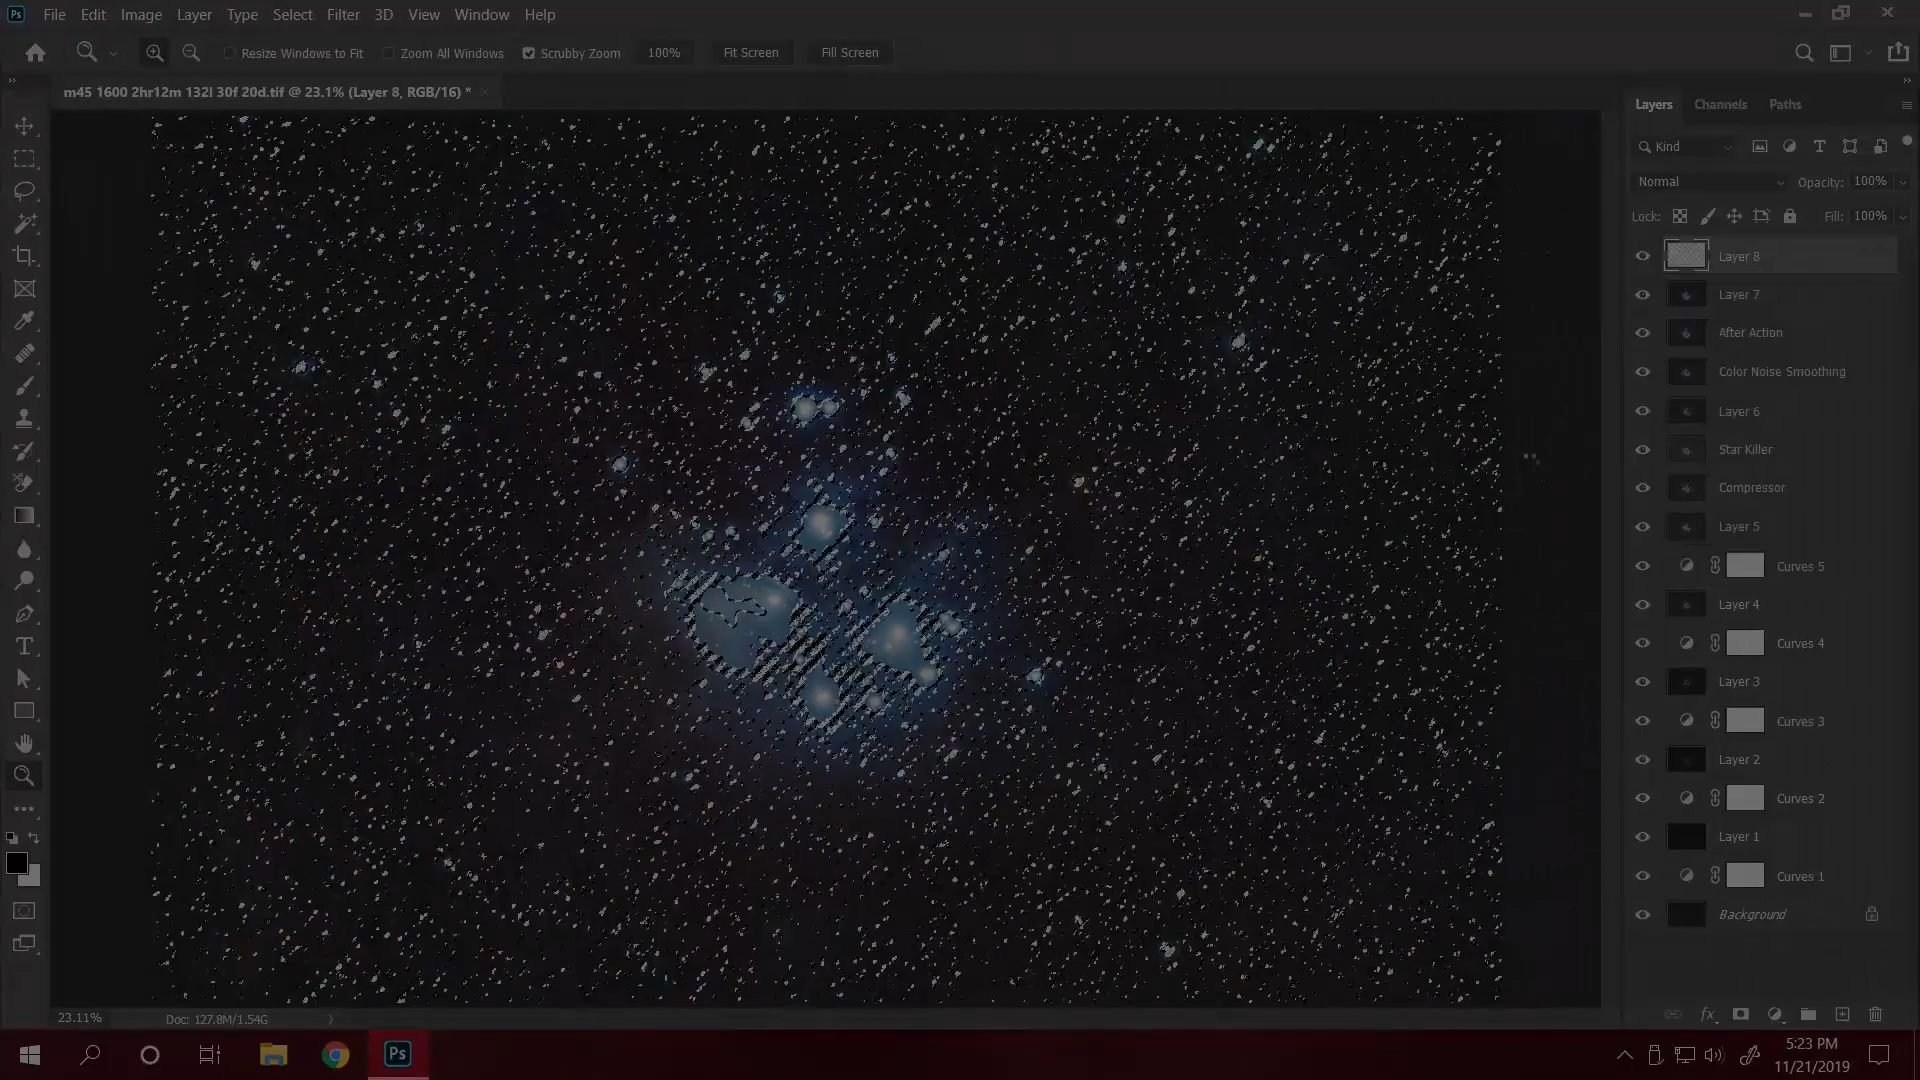 Ps File Edit Image Layer Type Select Filter 3D View Window Help
Resize Windows to Fit Zoom All Windows Scrubby Zoom 100% Fit Screen Fill Screen
m45 1600 2hr12m 132l 30f 20d.tif @ 23.1% (Layer 8, RGB/16) *
Layers Channels Paths
Kind
Normal Opacity: 100%
Lock: Fill: 100%
Layer 8
Layer 7
After Action
Color Noise Smoothing
Layer 6
Star Killer
Compressor
Layer 5
Curves 5
Layer 4
Curves 4
Layer 3
Curves 3
Layer 2
Curves 2
Layer 1
Curves 1
Background
23.11% Doc: 127.8M/1.54G
Ps
5:23 PM
11/21/2019